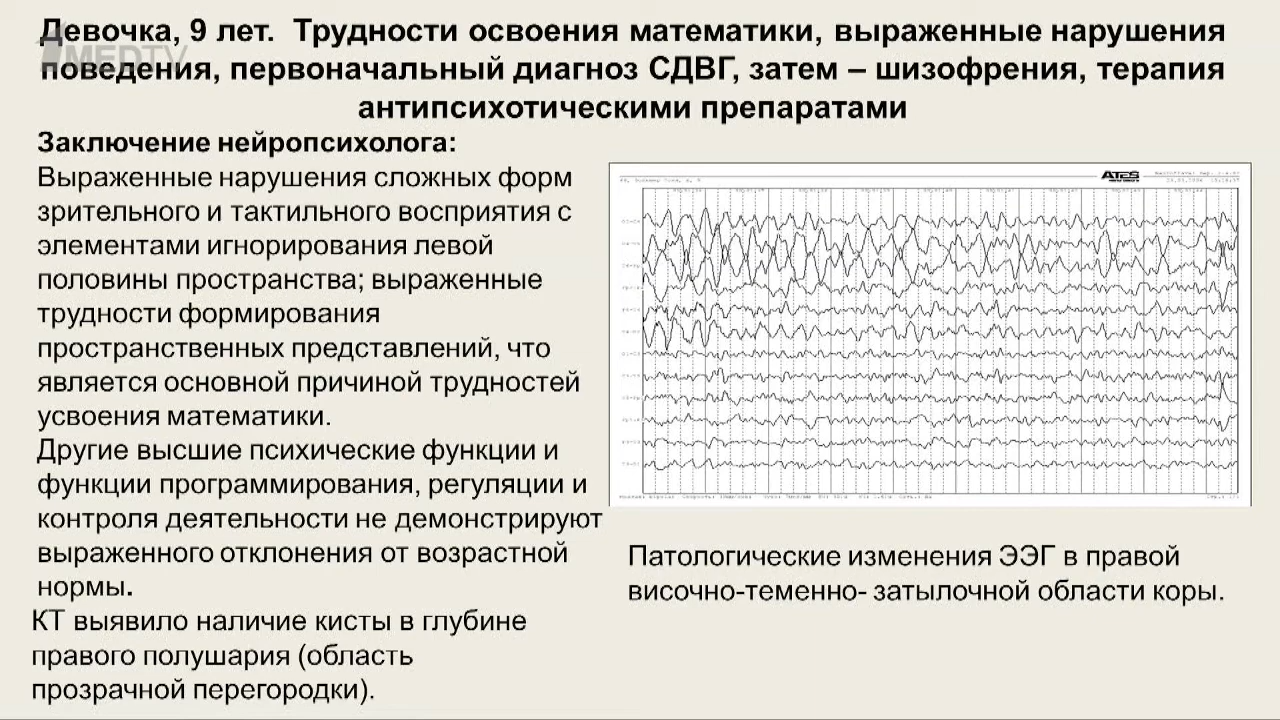 Девочка, 9 лет. Трудности освоения математики, выраженные нарушения
поведения, первоначальный диагноз СДВГ, затем – шизофрения, терапия
антипсихотическими препаратами
1MEDTV
Заключение нейропсихолога:
Выраженные нарушения сложных форм
зрительного и тактильного восприятия с
элементами игнорирования левой
половины пространства; выраженные
трудности формирования
пространственных представлений, что
является основной причиной трудностей
усвоения математики.
Другие высшие психические функции и
функции программирования, регуляции и
контроля деятельности не демонстрируют
выраженного отклонения от возрастной
нормы.
КТ выявило наличие кисты в глубине
правого полушария (область
прозрачной перегородки).
Патологические изменения ЭЭГ в правой
височно-теменно- затылочной области коры.